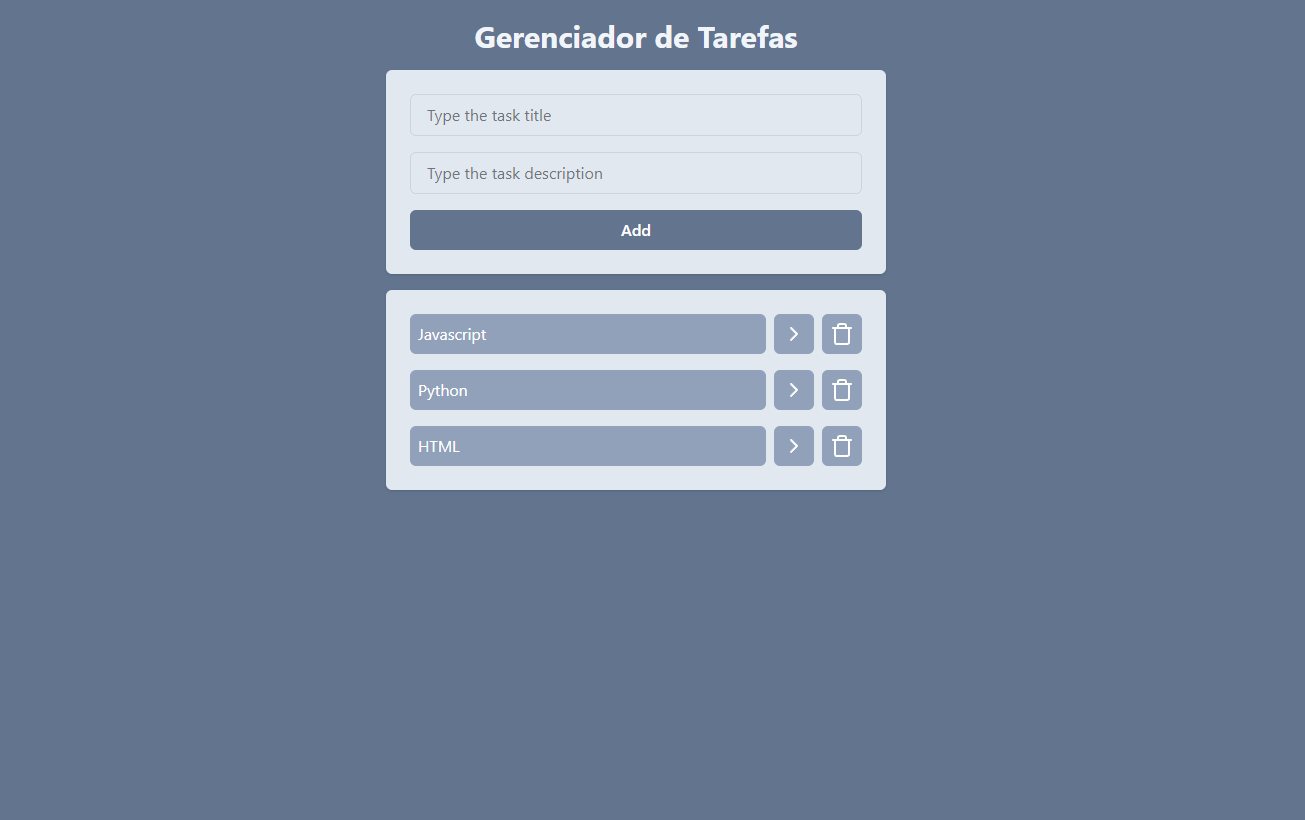 Gerenciador de Tarefas
Type the task title
Type the task description
Add
Javascript
Python
HTML